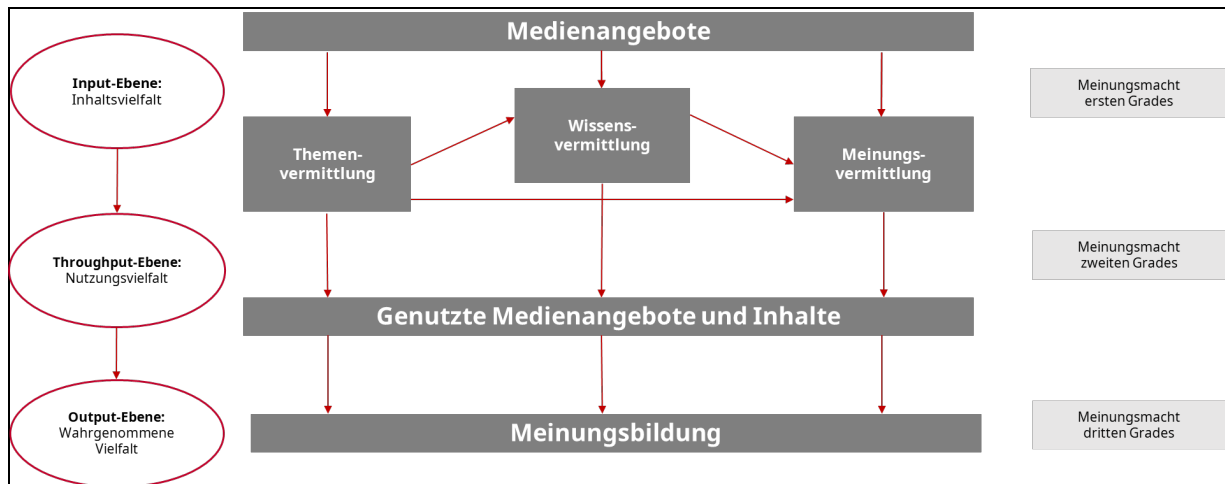 Medienangebote
Input-Ebene:
Inhaltsvielfalt
Meinungsmacht
ersten Grades
Themen-
vermittlung
Wissens-
vermittlung
Meinungs-
vermittlung
Throughput-Ebene:
Nutzungsvielfalt
Meinungsmacht
zweiten Grades
Genutzte Medienangebote und Inhalte
Output-Ebene:
Wahrgenommene
Vielfalt
Meinungsbildung
Meinungsmacht
dritten Grades